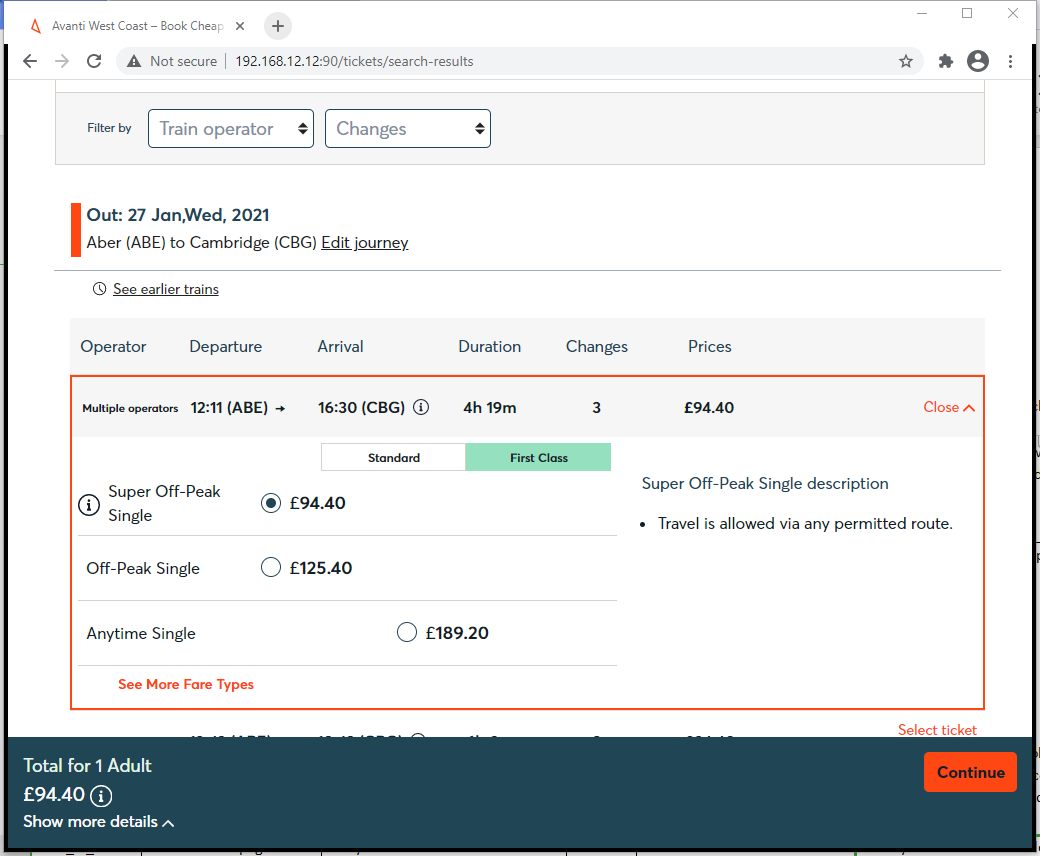 Avanti West Coast – Book Cheap
Not secure | 192.168.12.12:90/tickets/search-results
Filter by Train operator Changes
Out: 27 Jan,Wed, 2021
Aber (ABE) to Cambridge (CBG) Edit journey
See earlier trains
Operator Departure Arrival Duration Changes Prices
Multiple operators 12:11 (ABE) → 16:30 (CBG) 4h 19m 3 £94.40 Close
Standard First Class
Super Off-Peak Single £94.40
Off-Peak Single £125.40
Anytime Single £189.20
See More Fare Types
Super Off-Peak Single description
• Travel is allowed via any permitted route.
Select ticket
Total for 1 Adult
£94.40
Show more details
Continue